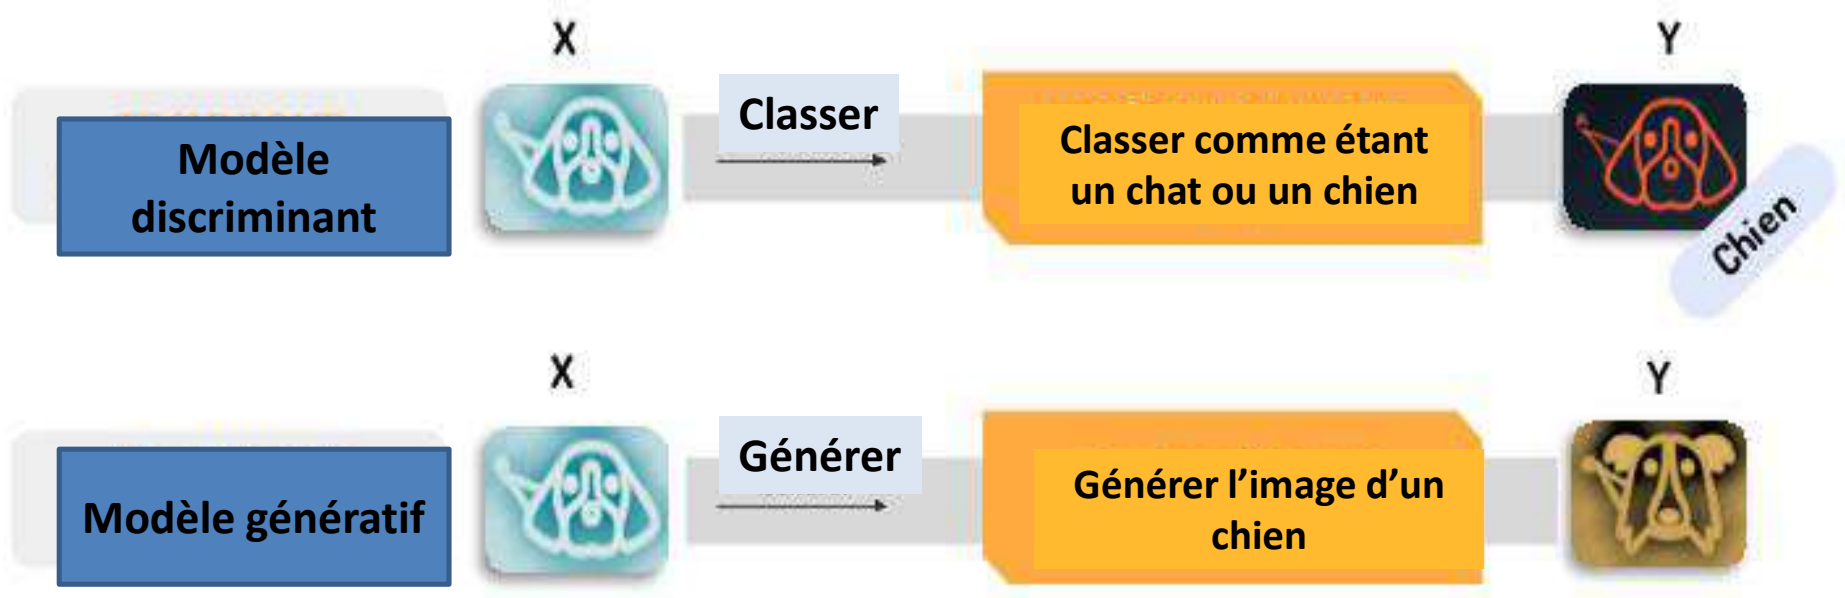 X
Y
Modèle
discriminant
Classer
Classer comme étant
un chat ou un chien
Chien
X
Y
Modèle génératif
Générer
Générer l’image d’un
chien